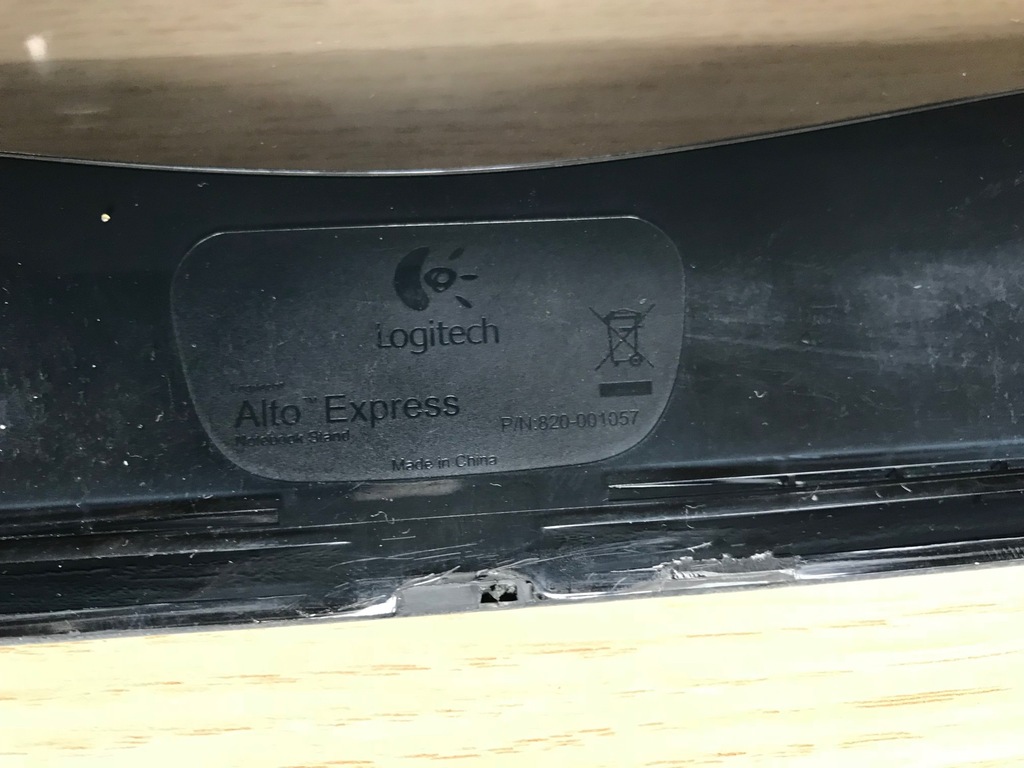 Logitech
Alto™ Express
Notebook Stand
P/N:820-001057
Made in China